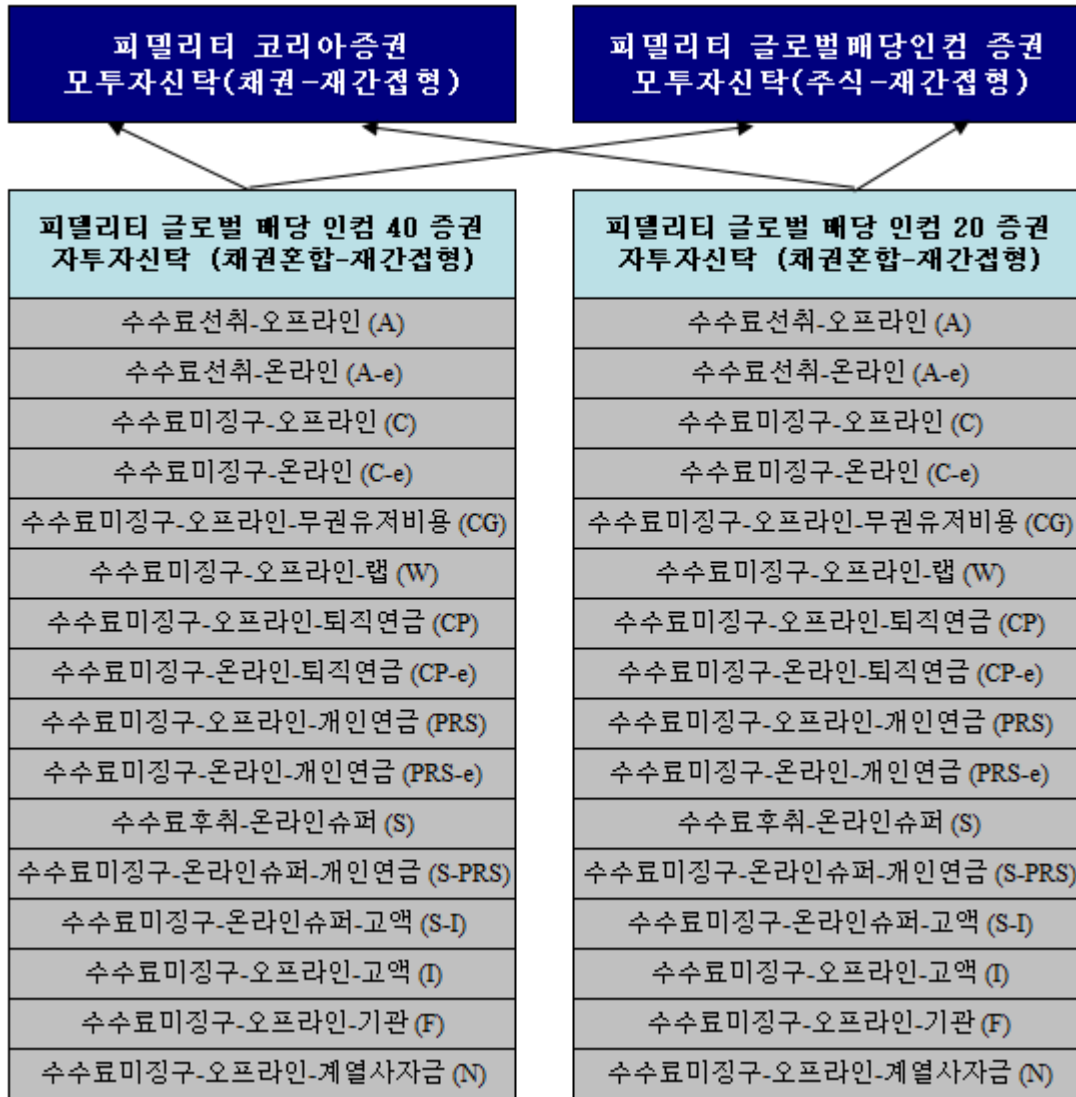 피델리티 코리아증권
모투자신탁(채권-재간접형)
피델리티 글로벌배당인컴 증권
모투자신탁(주식-재간접형)
피델리티 글로벌 배당 인컴 40 증권
자투자신탁 (채권혼합-재간접형)
수수료선취-오프라인 (A)
수수료선취-온라인 (A-e)
수수료미징구-오프라인 (C)
수수료미징구-온라인 (C-e)
수수료미징구-오프라인-무권유저비용 (CG)
수수료미징구-오프라인-랩 (W)
수수료미징구-오프라인-퇴직연금 (CP)
수수료미징구-온라인-퇴직연금 (CP-e)
수수료미징구-오프라인-개인연금 (PRS)
수수료미징구-온라인-개인연금 (PRS-e)
수수료후취-온라인슈퍼 (S)
수수료미징구-온라인슈퍼-개인연금 (S-PRS)
수수료미징구-온라인슈퍼-고액 (S-I)
수수료미징구-오프라인-고액 (I)
수수료미징구-오프라인-기관 (F)
수수료미징구-오프라인-계열사자금 (N)
피델리티 글로벌 배당 인컴 20 증권
자투자신탁 (채권혼합-재간접형)
수수료선취-오프라인 (A)
수수료선취-온라인 (A-e)
수수료미징구-오프라인 (C)
수수료미징구-온라인 (C-e)
수수료미징구-오프라인-무권유저비용 (CG)
수수료미징구-오프라인-랩 (W)
수수료미징구-오프라인-퇴직연금 (CP)
수수료미징구-온라인-퇴직연금 (CP-e)
수수료미징구-오프라인-개인연금 (PRS)
수수료미징구-온라인-개인연금 (PRS-e)
수수료후취-온라인슈퍼 (S)
수수료미징구-온라인슈퍼-개인연금 (S-PRS)
수수료미징구-온라인슈퍼-고액 (S-I)
수수료미징구-오프라인-고액 (I)
수수료미징구-오프라인-기관 (F)
수수료미징구-오프라인-계열사자금 (N)